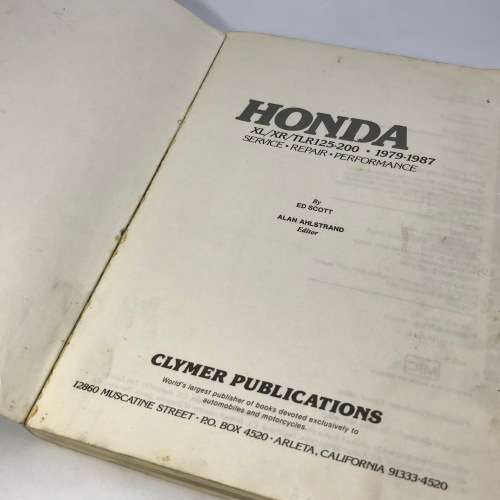 HONDA
XL/XR/TLR125-200 • 1979-1987
SERVICE • REPAIR • PERFORMANCE
By
ED SCOTT
ALAN AHLSTRAND
Editor
CLYMER PUBLICATIONS
World's largest publisher of books devoted exclusively to
automobiles and motorcycles.
12860 MUSCATINE STREET • P.O. BOX 4520 • ARLETA, CALIFORNIA 91333-4520